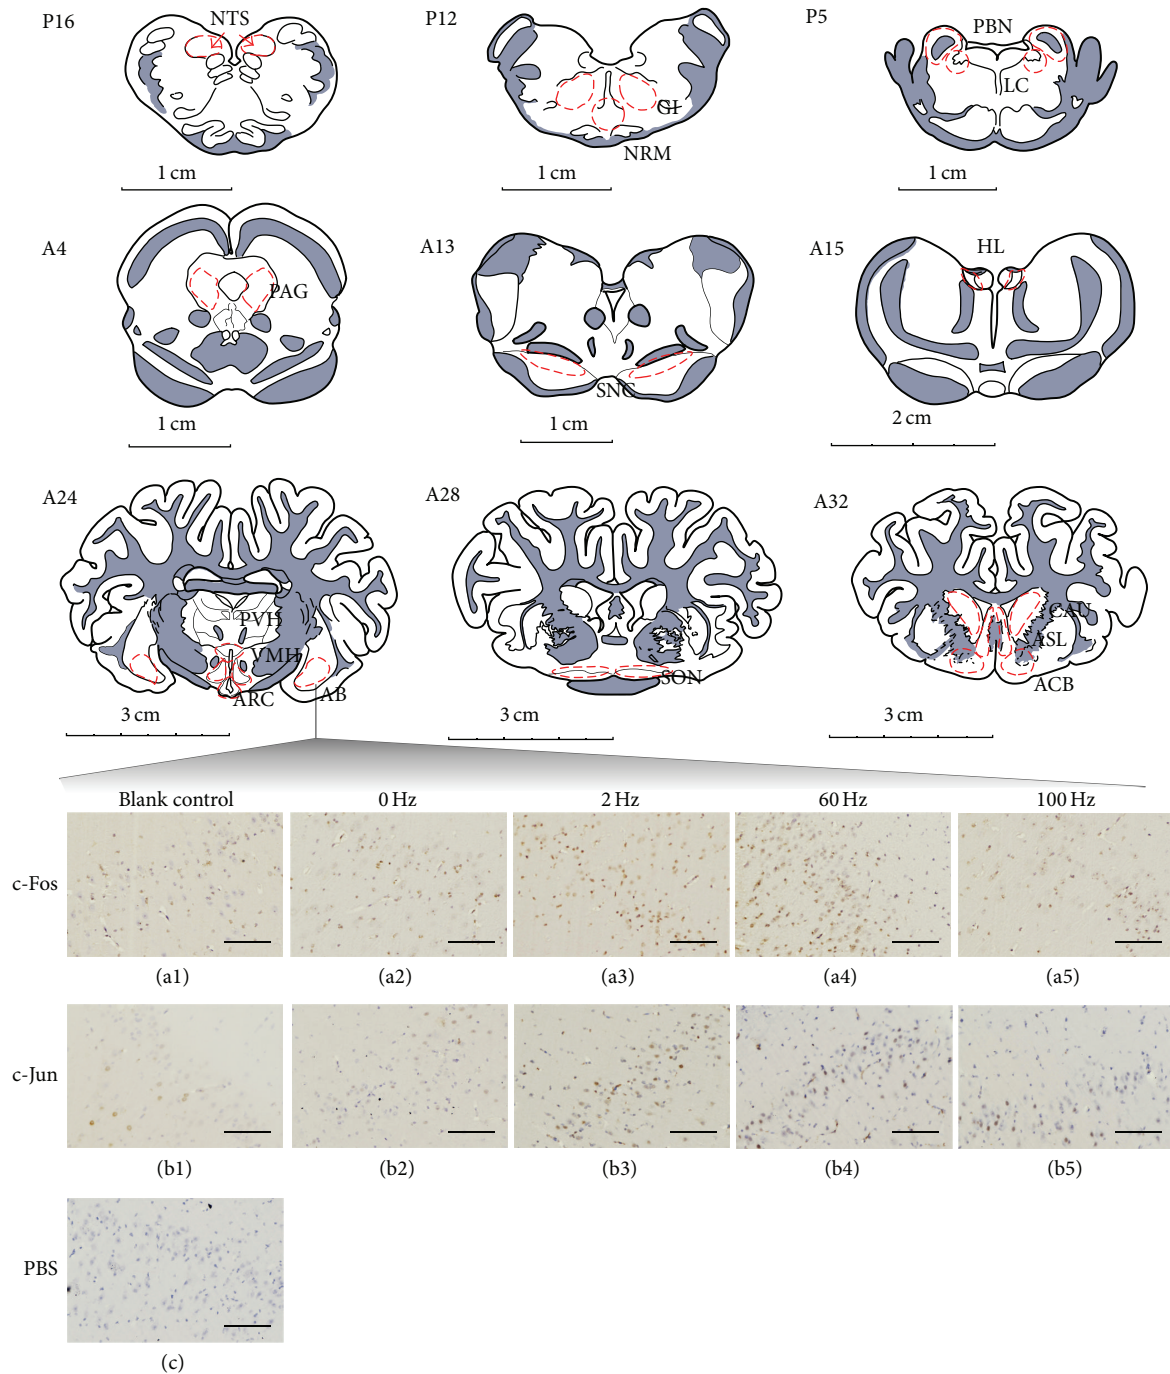 P16
NTS
P12
P5
PBN
GI
NRM
LC
1 cm
1 cm
1 cm
A4
PAG
A13
SNC
A15
HL
1 cm
1 cm
2 cm
A24
PVH
VMH
ARC
AB
A28
SON
A32
CAU
ASL
ACB
3 cm
3 cm
3 cm
Blank control
0 Hz
2 Hz
60 Hz
100 Hz
c-Fos
(a1)
(a2)
(a3)
(a4)
(a5)
c-Jun
(b1)
(b2)
(b3)
(b4)
(b5)
PBS
(c)